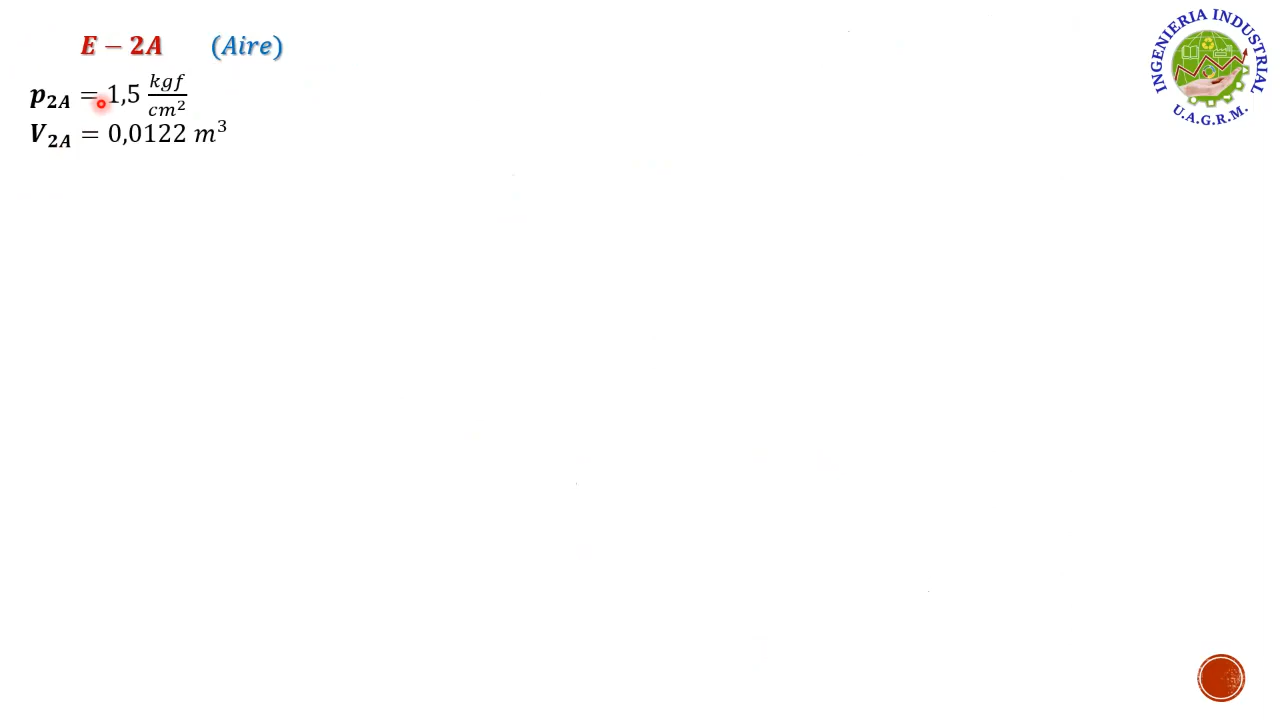 E − 2A (Aire)
p₂A = 1,5 kgf/cm²
V₂A = 0,0122 m³
INGENIERIA INDUSTRIAL
U.A.G.R.M.